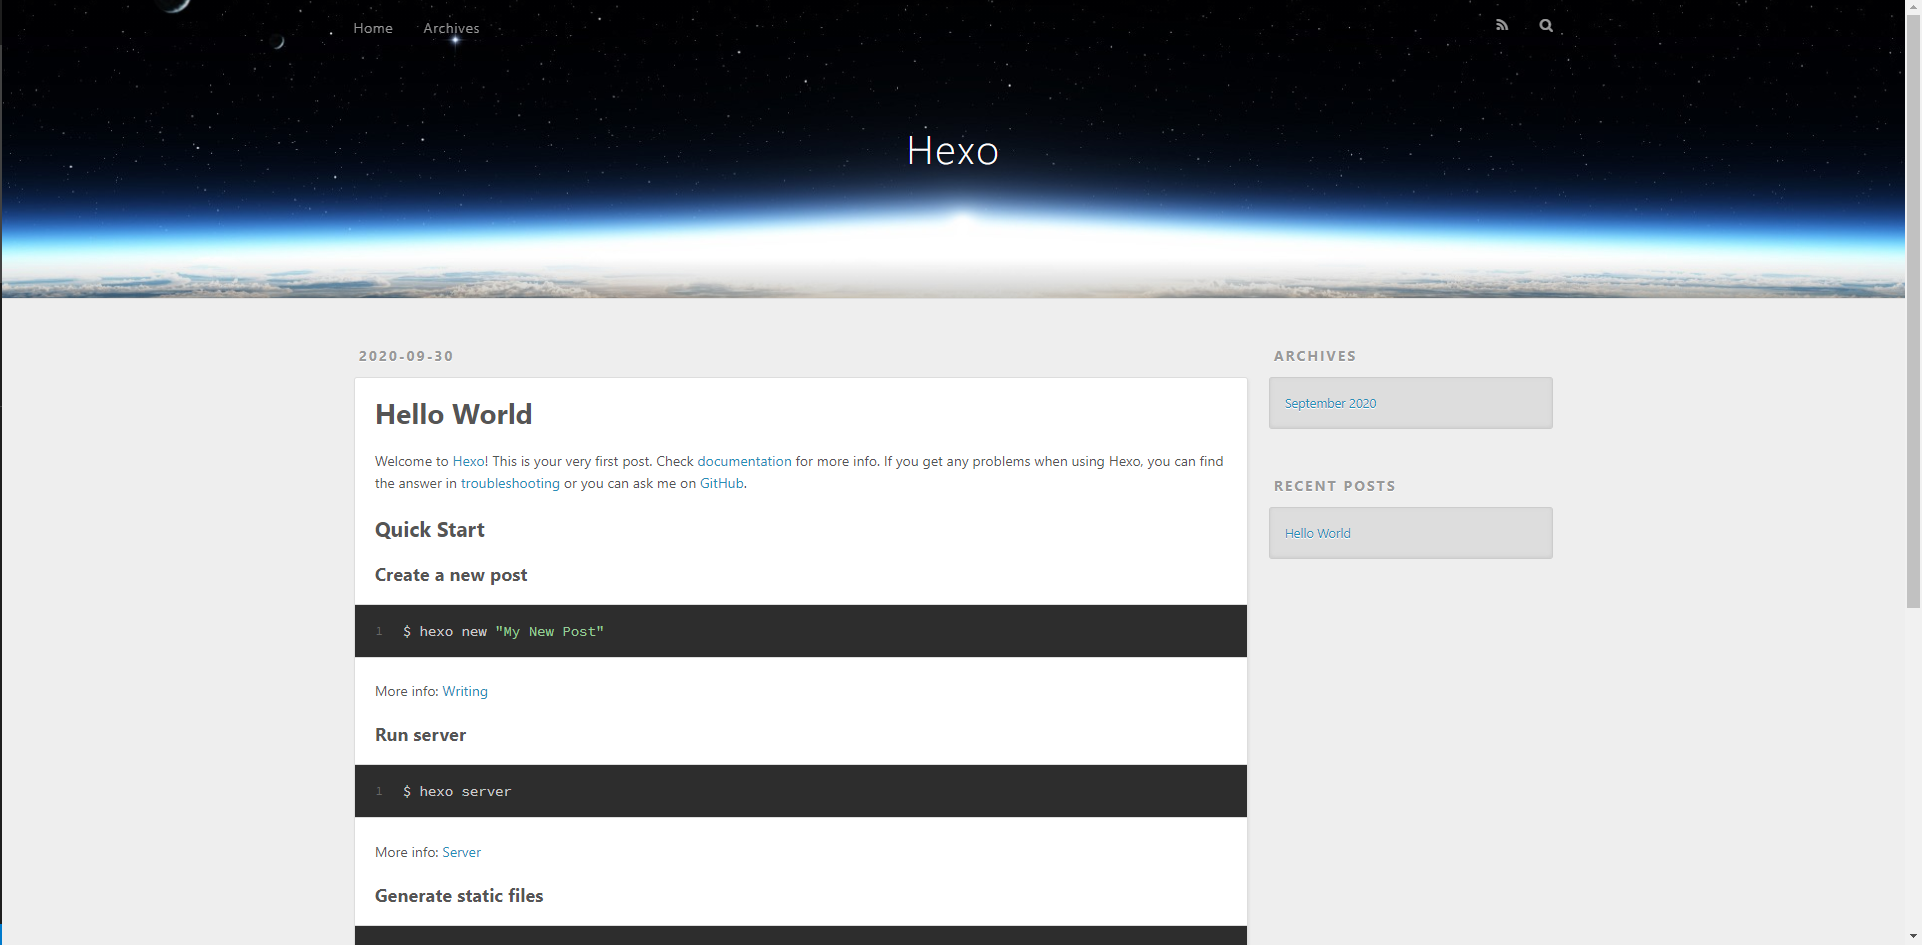 Home Archives
Hexo
2020-09-30
Hello World
Welcome to Hexo! This is your very first post. Check documentation for more info. If you get any problems when using Hexo, you can find
the answer in troubleshooting or you can ask me on GitHub.
Quick Start
Create a new post
1 $ hexo new "My New Post"
More info: Writing
Run server
1 $ hexo server
More info: Server
Generate static files
ARCHIVES
September 2020
RECENT POSTS
Hello World